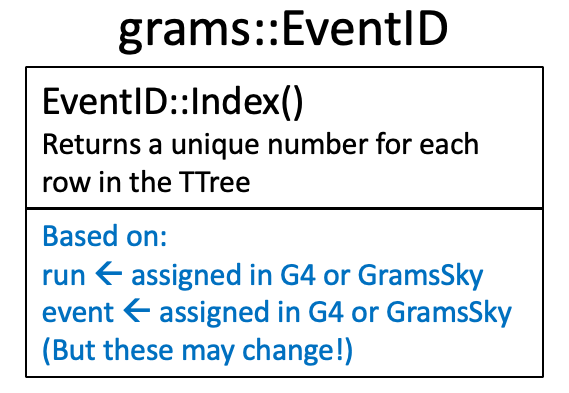 grams::EventID
EventID::Index()
Returns a unique number for each
row in the TTree
Based on:
run ← assigned in G4 or GramsSky
event ← assigned in G4 or GramsSky
(But these may change!)